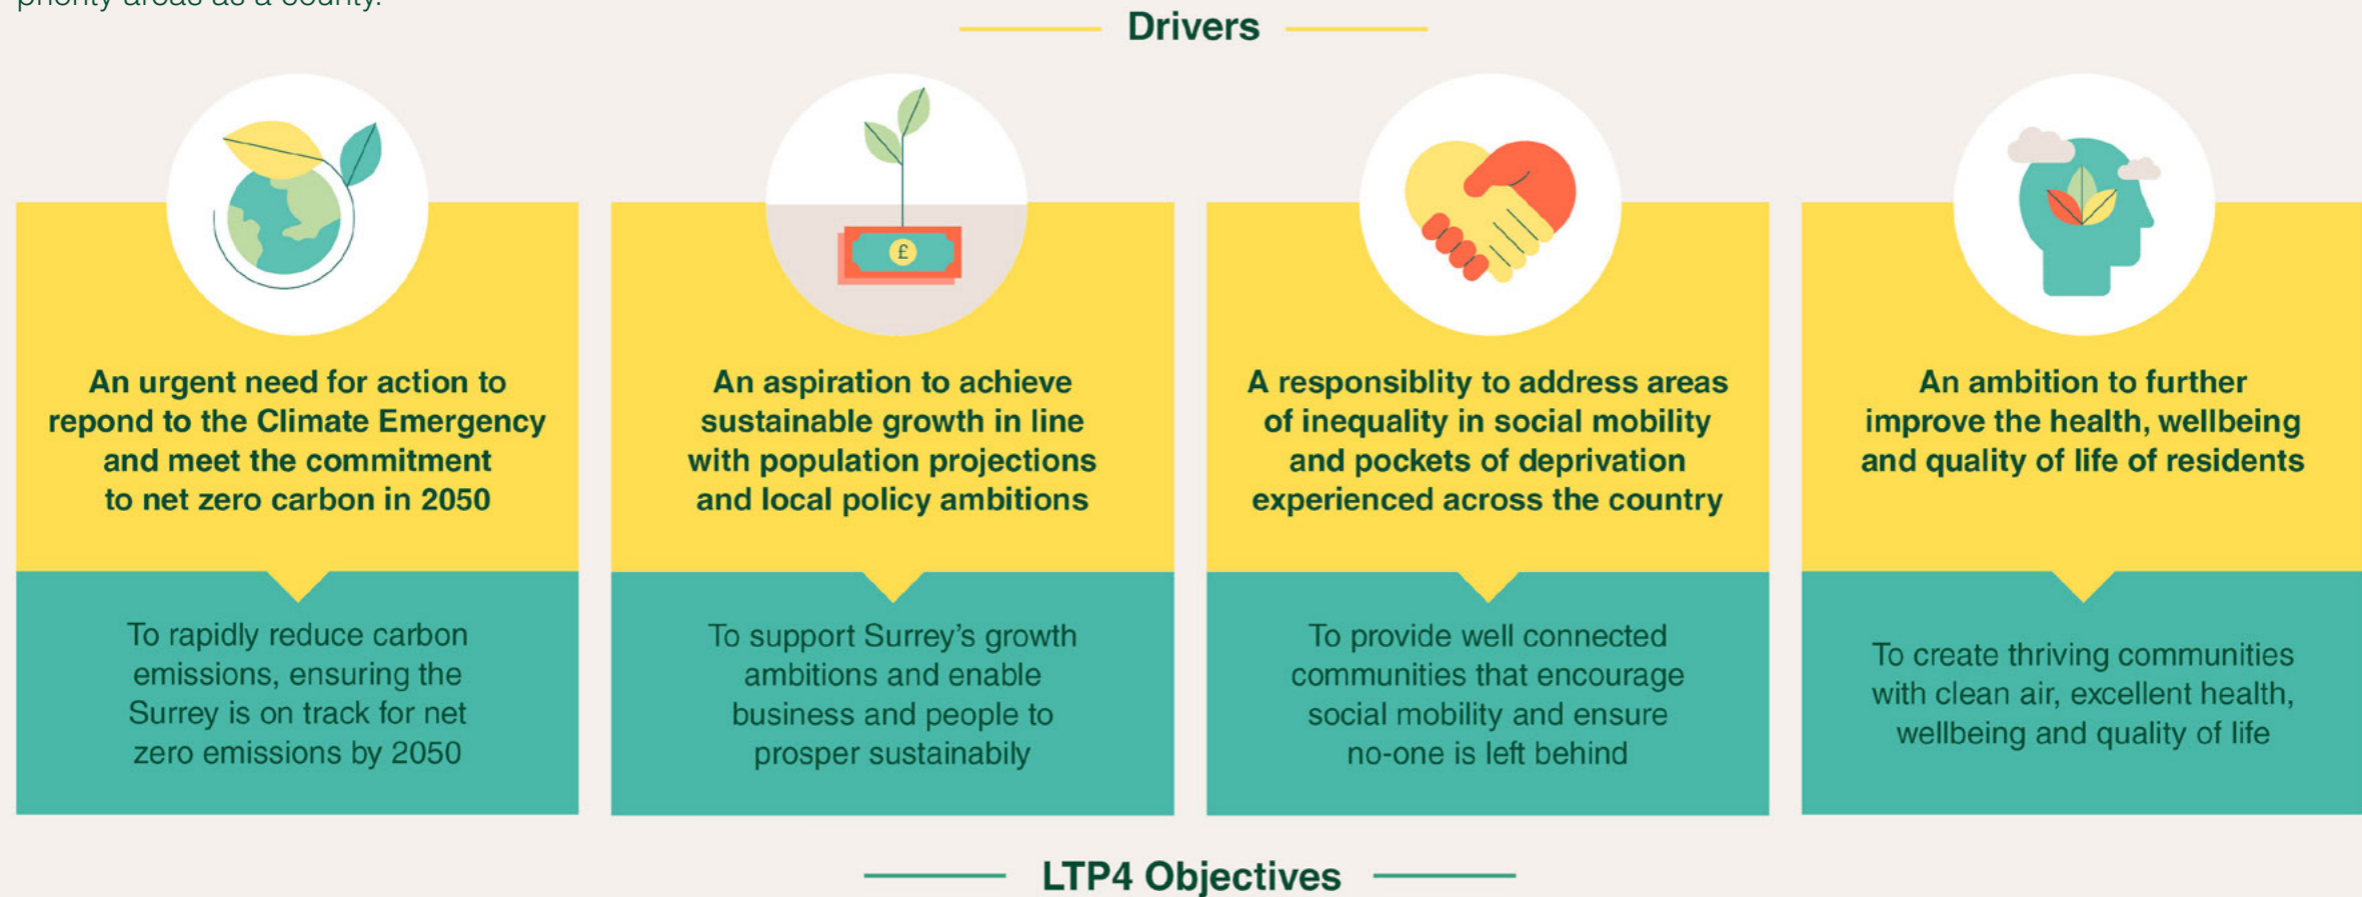 priority areas as a county.
Drivers
£
An urgent need for action to
repond to the Climate Emergency
and meet the commitment
to net zero carbon in 2050
An aspiration to achieve
sustainable growth in line
with population projections
and local policy ambitions
A responsiblity to address areas
of inequality in social mobility
and pockets of deprivation
experienced across the country
An ambition to further
improve the health, wellbeing
and quality of life of residents
To rapidly reduce carbon
emissions, ensuring the
Surrey is on track for net
zero emissions by 2050
To support Surrey’s growth
ambitions and enable
business and people to
prosper sustainabily
To provide well connected
communities that encourage
social mobility and ensure
no-one is left behind
To create thriving communities
with clean air, excellent health,
wellbeing and quality of life
LTP4 Objectives